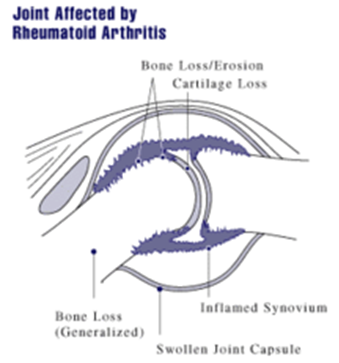 Joint Affected by
Rheumatoid Arthritis
Bone Loss/Erosion
Cartilage Loss
Inflamed Synovium
Bone Loss
(Generalized)
Swollen Joint Capsule